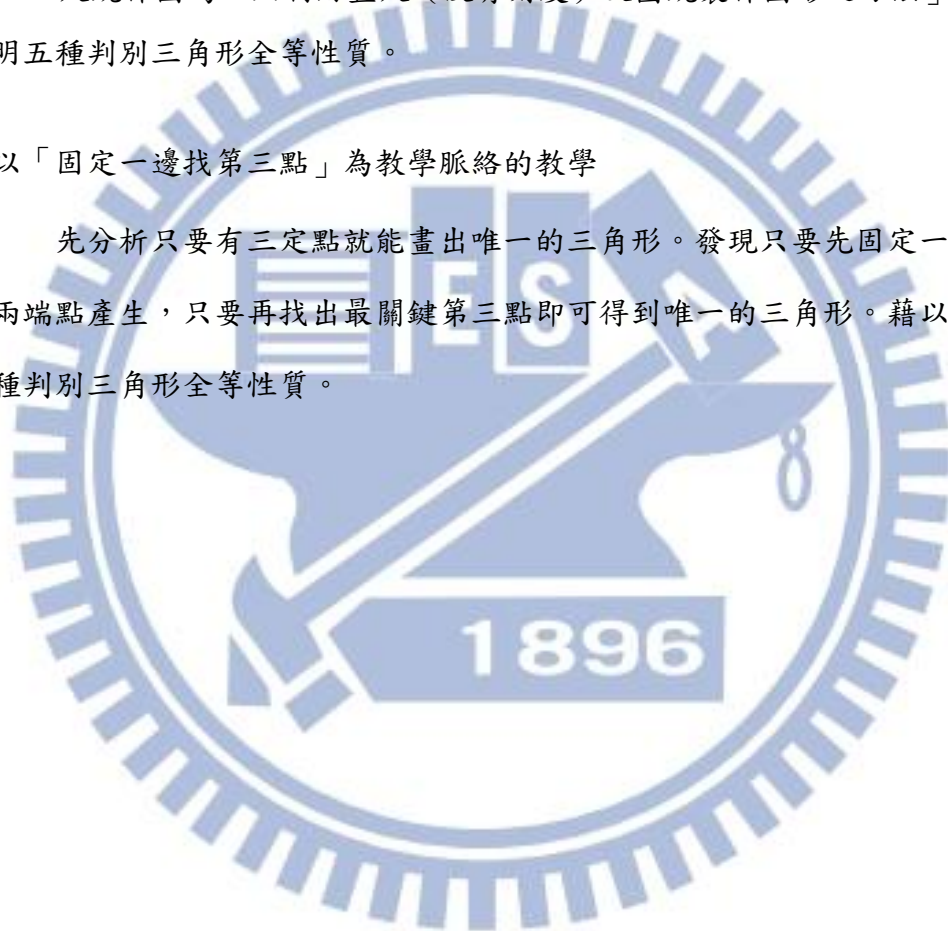 明五種判別三角形全等性質。
以「固定一邊找第三點」為教學脈絡的教學
先分析只要有三定點就能畫出唯一的三角形。發現只要先固定一
兩端點產生，只要再找出最關鍵第三點即可得到唯一的三角形。藉以
種判別三角形全等性質。
E S A
1896